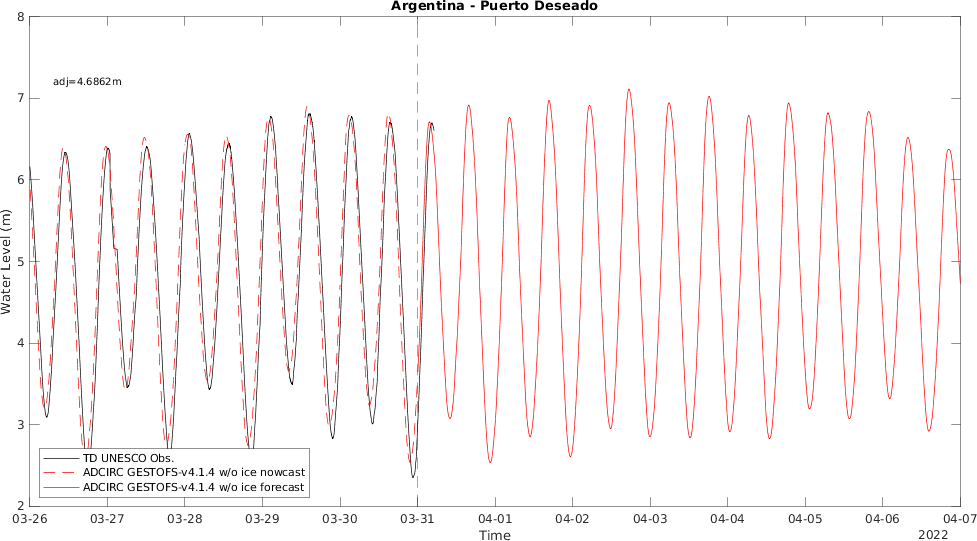 Argentina - Puerto Deseado
8
adj=4.6862m
7
6
5
4
3
2
Water Level (m)
TD UNESCO Obs.
ADCIRC GESTOFS-v4.1.4 w/o ice nowcast
ADCIRC GESTOFS-v4.1.4 w/o ice forecast
03-26 03-27 03-28 03-29 03-30 03-31 04-01 04-02 04-03 04-04 04-05 04-06 04-07
Time
2022